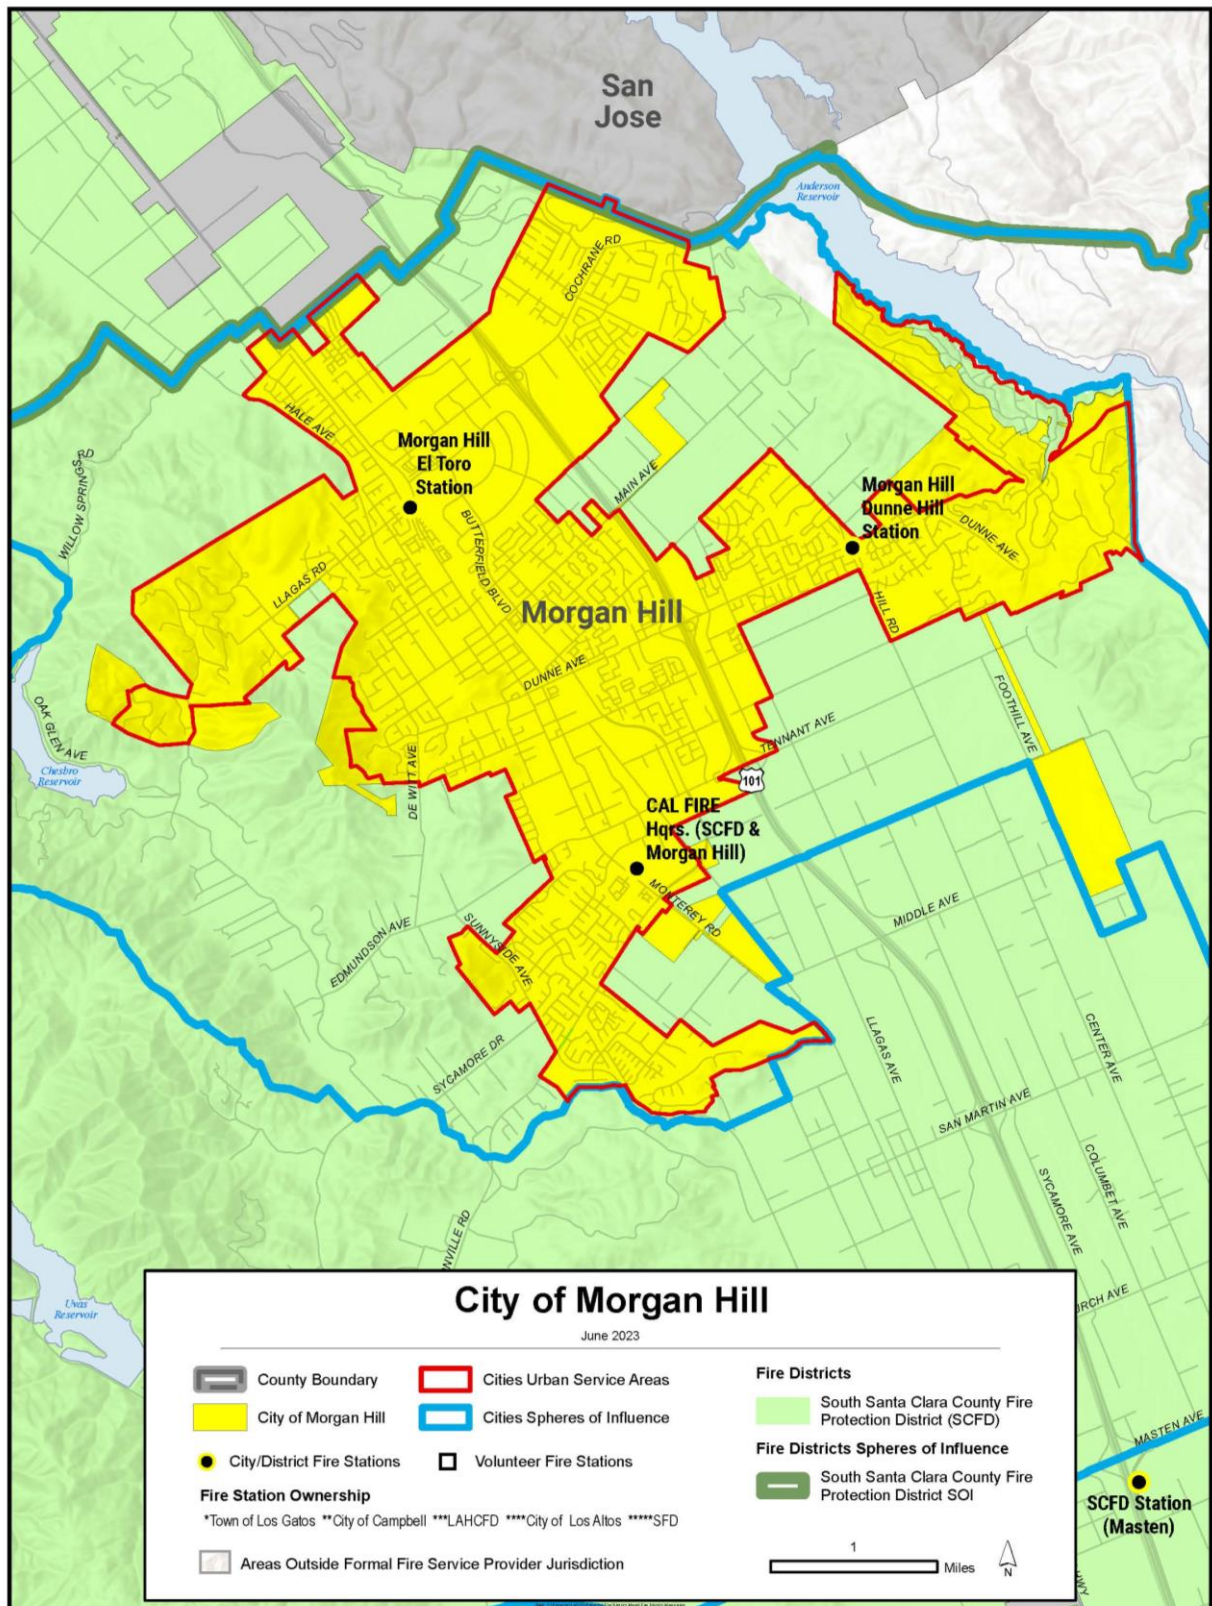 San
Jose
Anderson
Reservoir
COCHRANE RD
HALE AVE
Morgan Hill
El Toro
Station
MAIN AVE
WILLOW SPRINGS RD
Morgan Hill
Dunne Hill
Station
DUNNE AVE
BUTTERFIELD BLVD
LLAGAS RD
HILL RD
Morgan Hill
DUNNE AVE
OAK GLEN AVE
FOOTHILL AVE
TENNANT AVE
Chesbro
Reservoir
DE WITT AVE
101
CAL FIRE
Hqrs. (SCFD &
Morgan Hill)
MONTEREY RD
MIDDLE AVE
SUNNYSIDE AVE
EDMUNDSON AVE
LLAGAS AVE
CENTER AVE
SYCAMORE DR
SAN MARTIN AVE
COLUMBET AVE
SYCAMORE AVE
NVILLE RD
Uvas
Reservoir
URCH AVE
MASTEN AVE
SCFD Station
(Masten)
HWY
City of Morgan Hill
June 2023
County Boundary
Cities Urban Service Areas
City of Morgan Hill
Cities Spheres of Influence
City/District Fire Stations
Volunteer Fire Stations
Fire Station Ownership
*Town of Los Gatos **City of Campbell ***LAHCFD ****City of Los Altos *****SFD
Areas Outside Formal Fire Service Provider Jurisdiction
Fire Districts
South Santa Clara County Fire
Protection District (SCFD)
Fire Districts Spheres of Influence
South Santa Clara County Fire
Protection District SOI
1
Miles
N